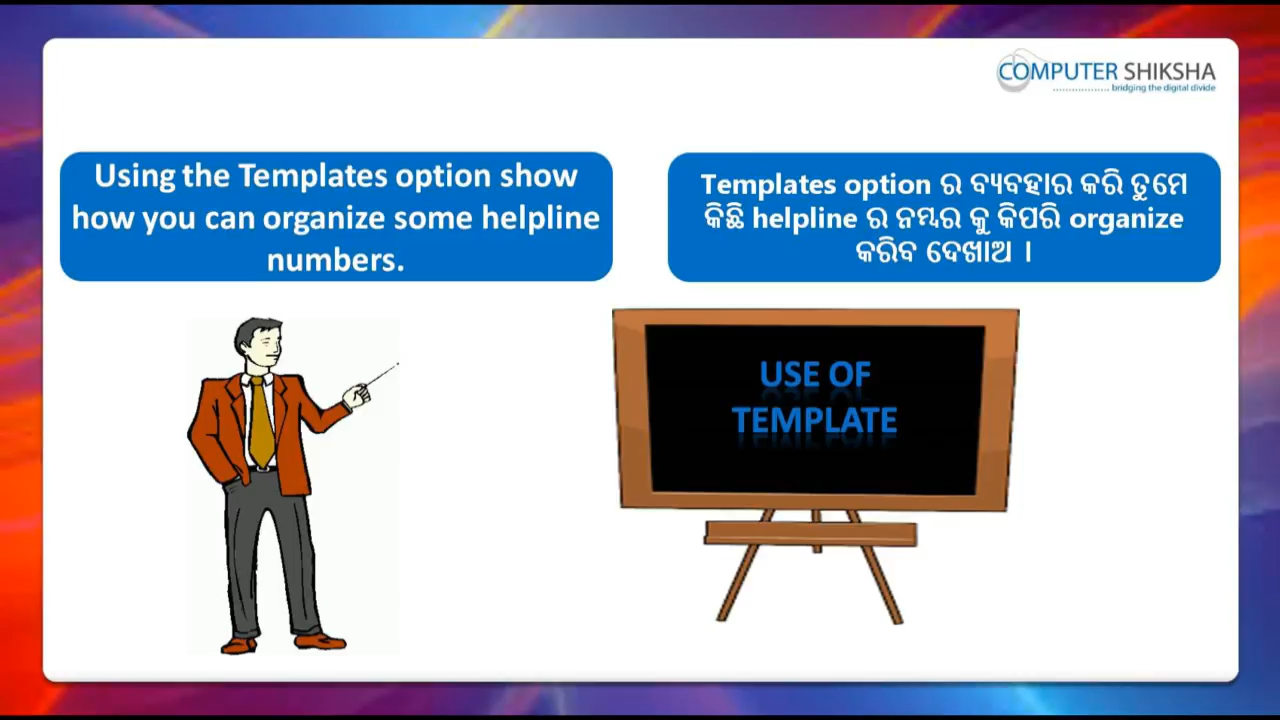 COMPUTER SHIKSHA
bridging the digital divide
Using the Templates option show
how you can organize some helpline
numbers.
Templates option ର ବ୍ୟବହାର କରି ତୁମେ
କିଛି helpline ର ନମ୍ବର କୁ କିପରି organize
କରିବ ଦେଖାଅ ।
USE OF
TEMPLATE